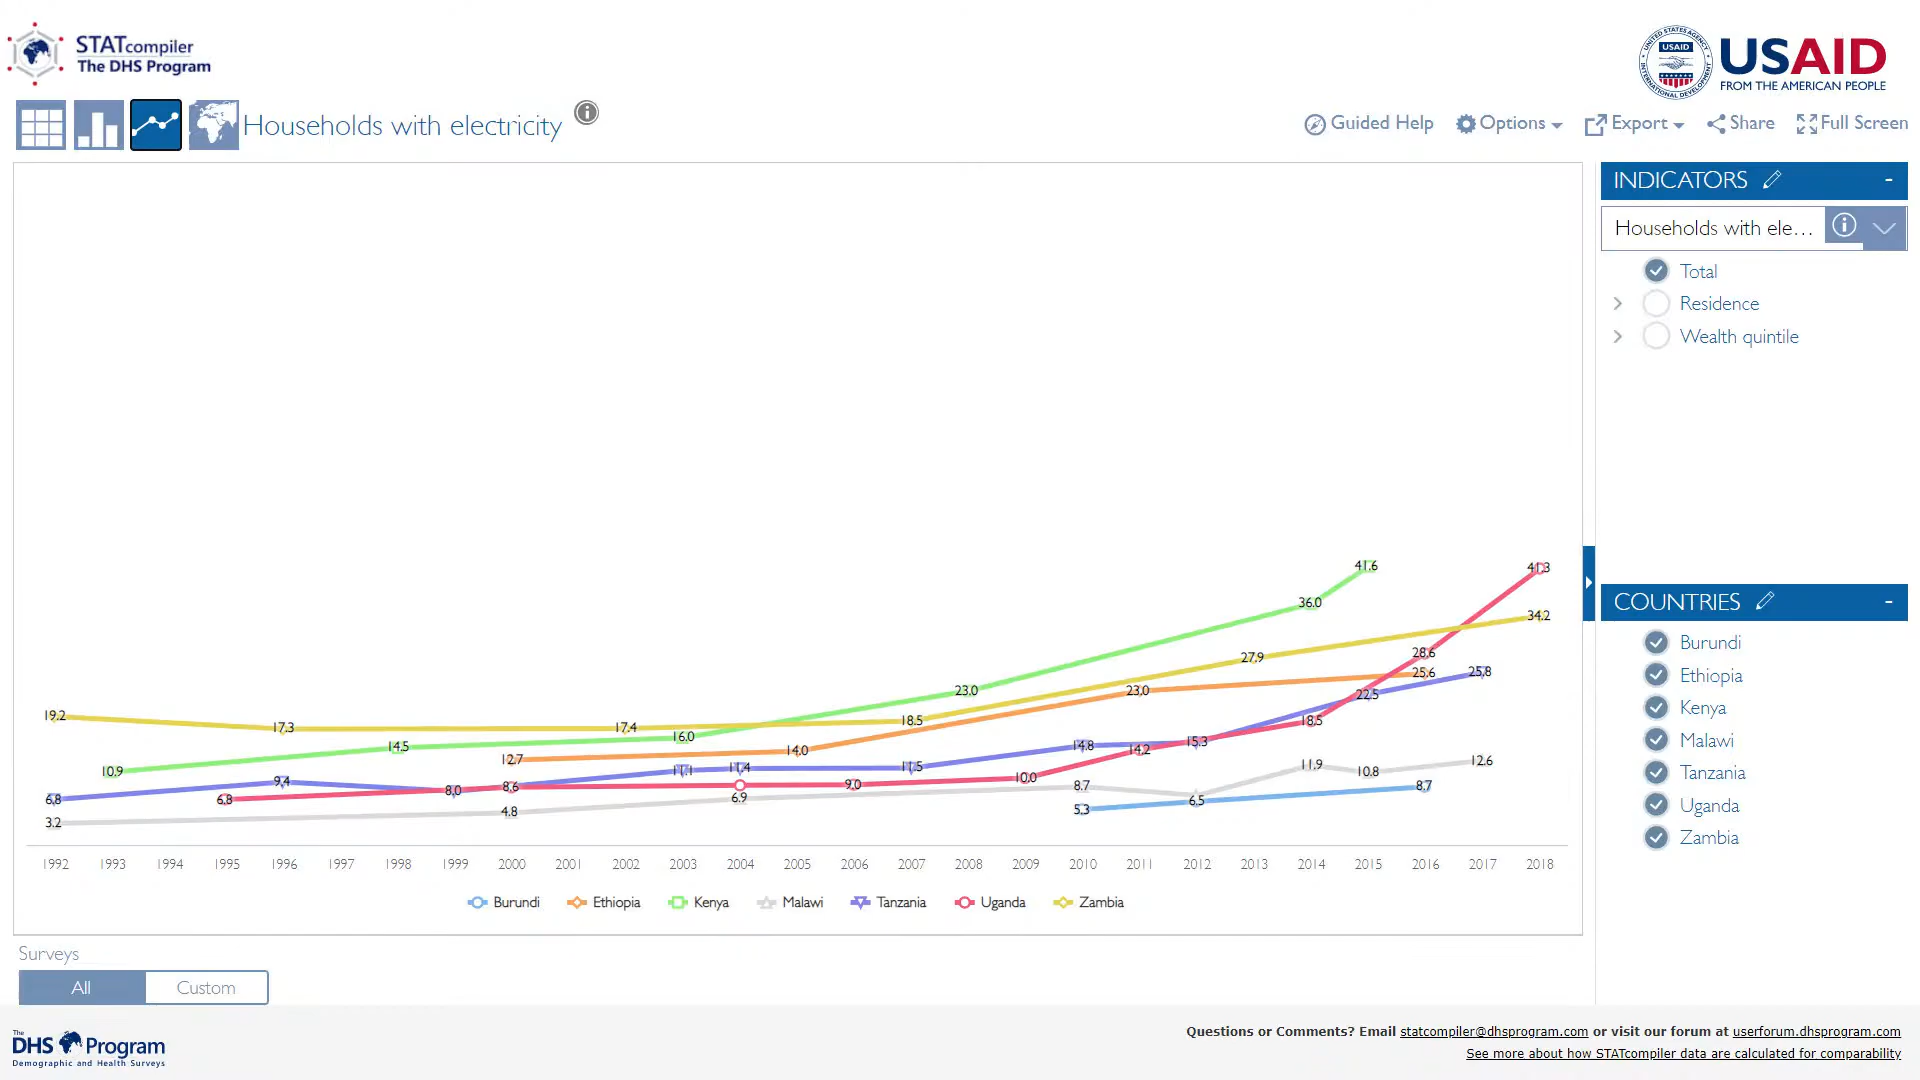 STATcompiler
The DHS Program
USAID
UNITED STATES AGENCY
INTERNATIONAL DEVELOPMENT
USAID
FROM THE AMERICAN PEOPLE
Households with electricity
Guided Help
Options
Export
Share
Full Screen
INDICATORS
-
Households with ele...
Total
Residence
Wealth quintile
COUNTRIES
-
Burundi
Ethiopia
Kenya
Malawi
Tanzania
Uganda
Zambia
41.6
41.3
36.0
34.2
27.9
28.6
25.6
25.8
23.0
23.0
22.5
19.2
17.3
17.4
16.0
18.5
18.5
14.5
14.0
14.8
14.2
15.3
10.9
12.7
11.1
11.4
11.5
11.9
10.8
12.6
6.8
9.4
6.8
8.0
8.6
9.0
10.0
8.7
8.7
3.2
4.8
6.9
5.3
6.5
1992 1993 1994 1995 1996 1997 1998 1999 2000 2001 2002 2003 2004 2005 2006 2007 2008 2009 2010 2011 2012 2013 2014 2015 2016 2017 2018
Burundi Ethiopia Kenya Malawi Tanzania Uganda Zambia
Surveys
All Custom
The
DHS Program
Demographic and Health Surveys
Questions or Comments? Email statcompiler@dhsprogram.com or visit our forum at userforum.dhsprogram.com
See more about how STATcompiler data are calculated for comparability